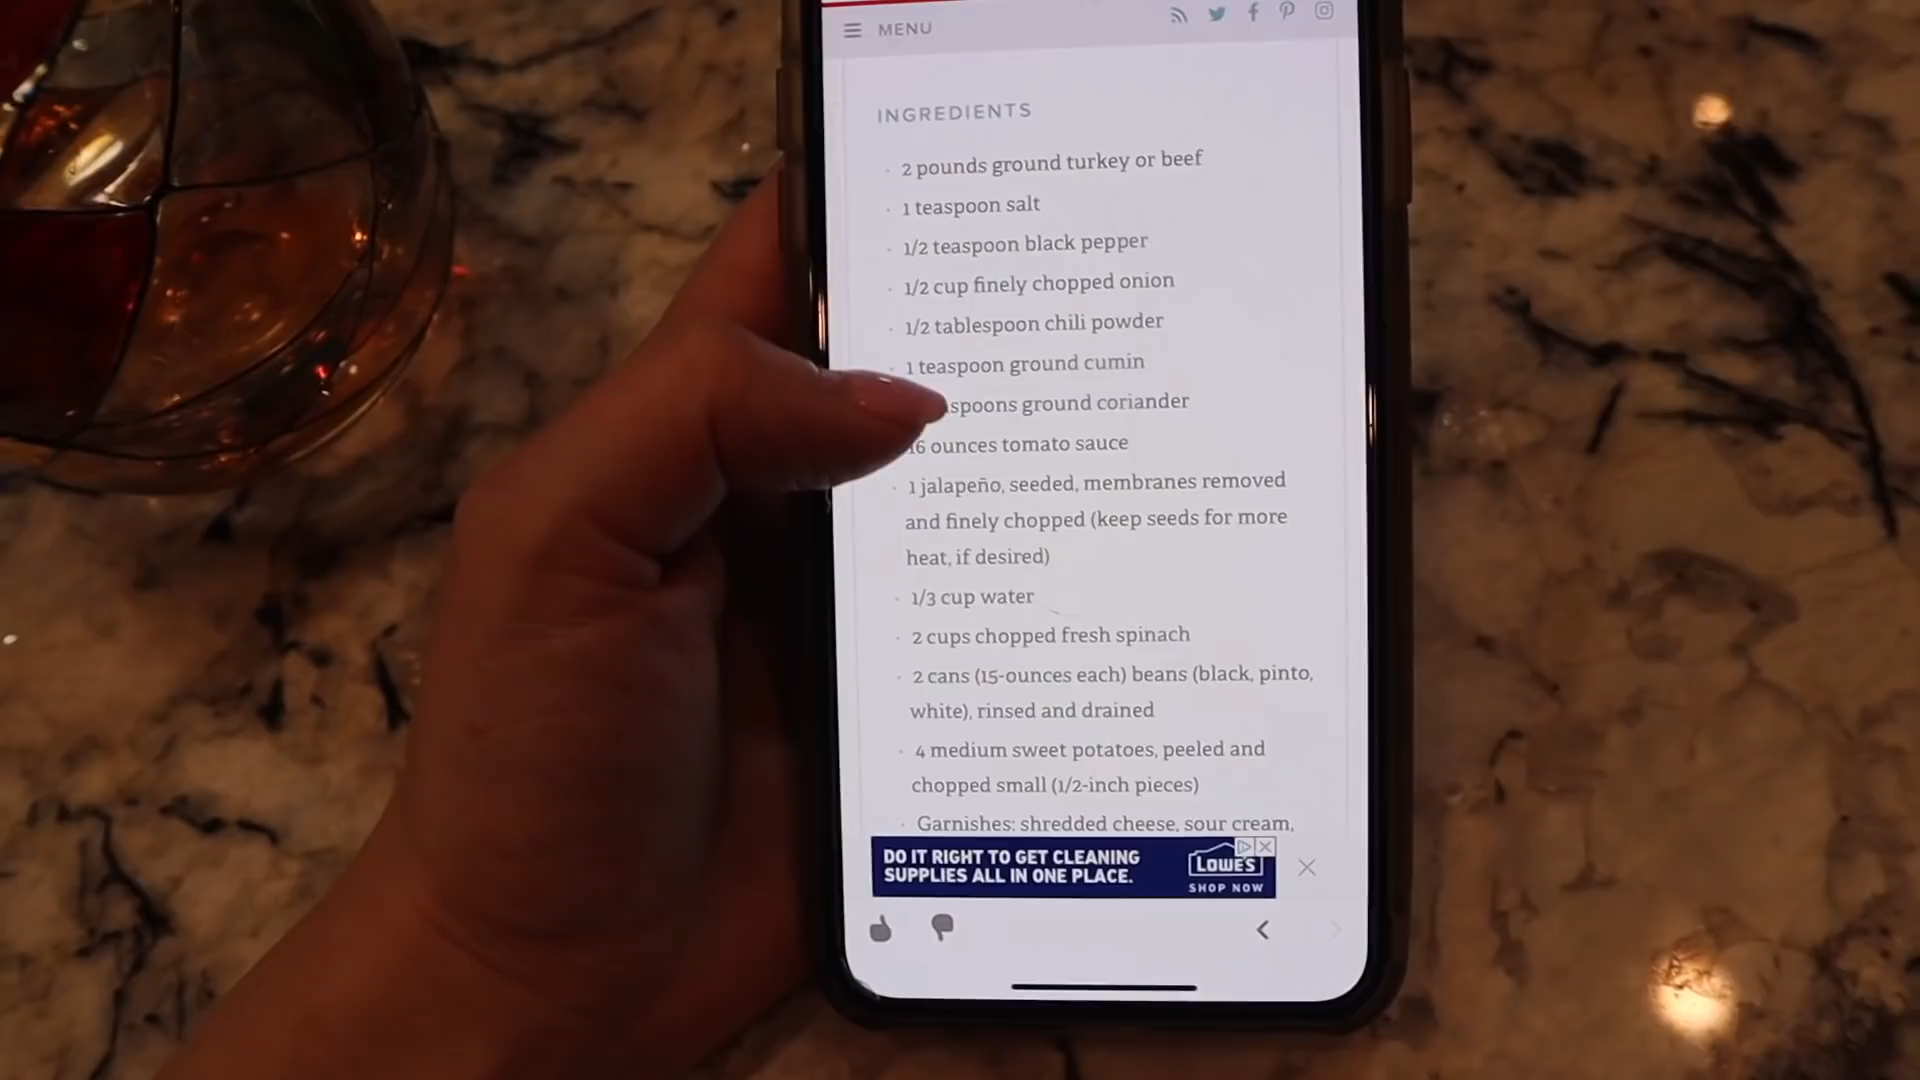 MENU
INGREDIENTS
2 pounds ground turkey or beef
1 teaspoon salt
1/2 teaspoon black pepper
1/2 cup finely chopped onion
1/2 tablespoon chili powder
1 teaspoon ground cumin
spoons ground coriander
16 ounces tomato sauce
1 jalapeño, seeded, membranes removed
and finely chopped (keep seeds for more
heat, if desired)
1/3 cup water
2 cups chopped fresh spinach
2 cans (15-ounces each) beans (black, pinto,
white), rinsed and drained
4 medium sweet potatoes, peeled and
chopped small (1/2-inch pieces)
Garnishes: shredded cheese, sour cream,
DO IT RIGHT TO GET CLEANING
SUPPLIES ALL IN ONE PLACE.
LOWE'S
SHOP NOW